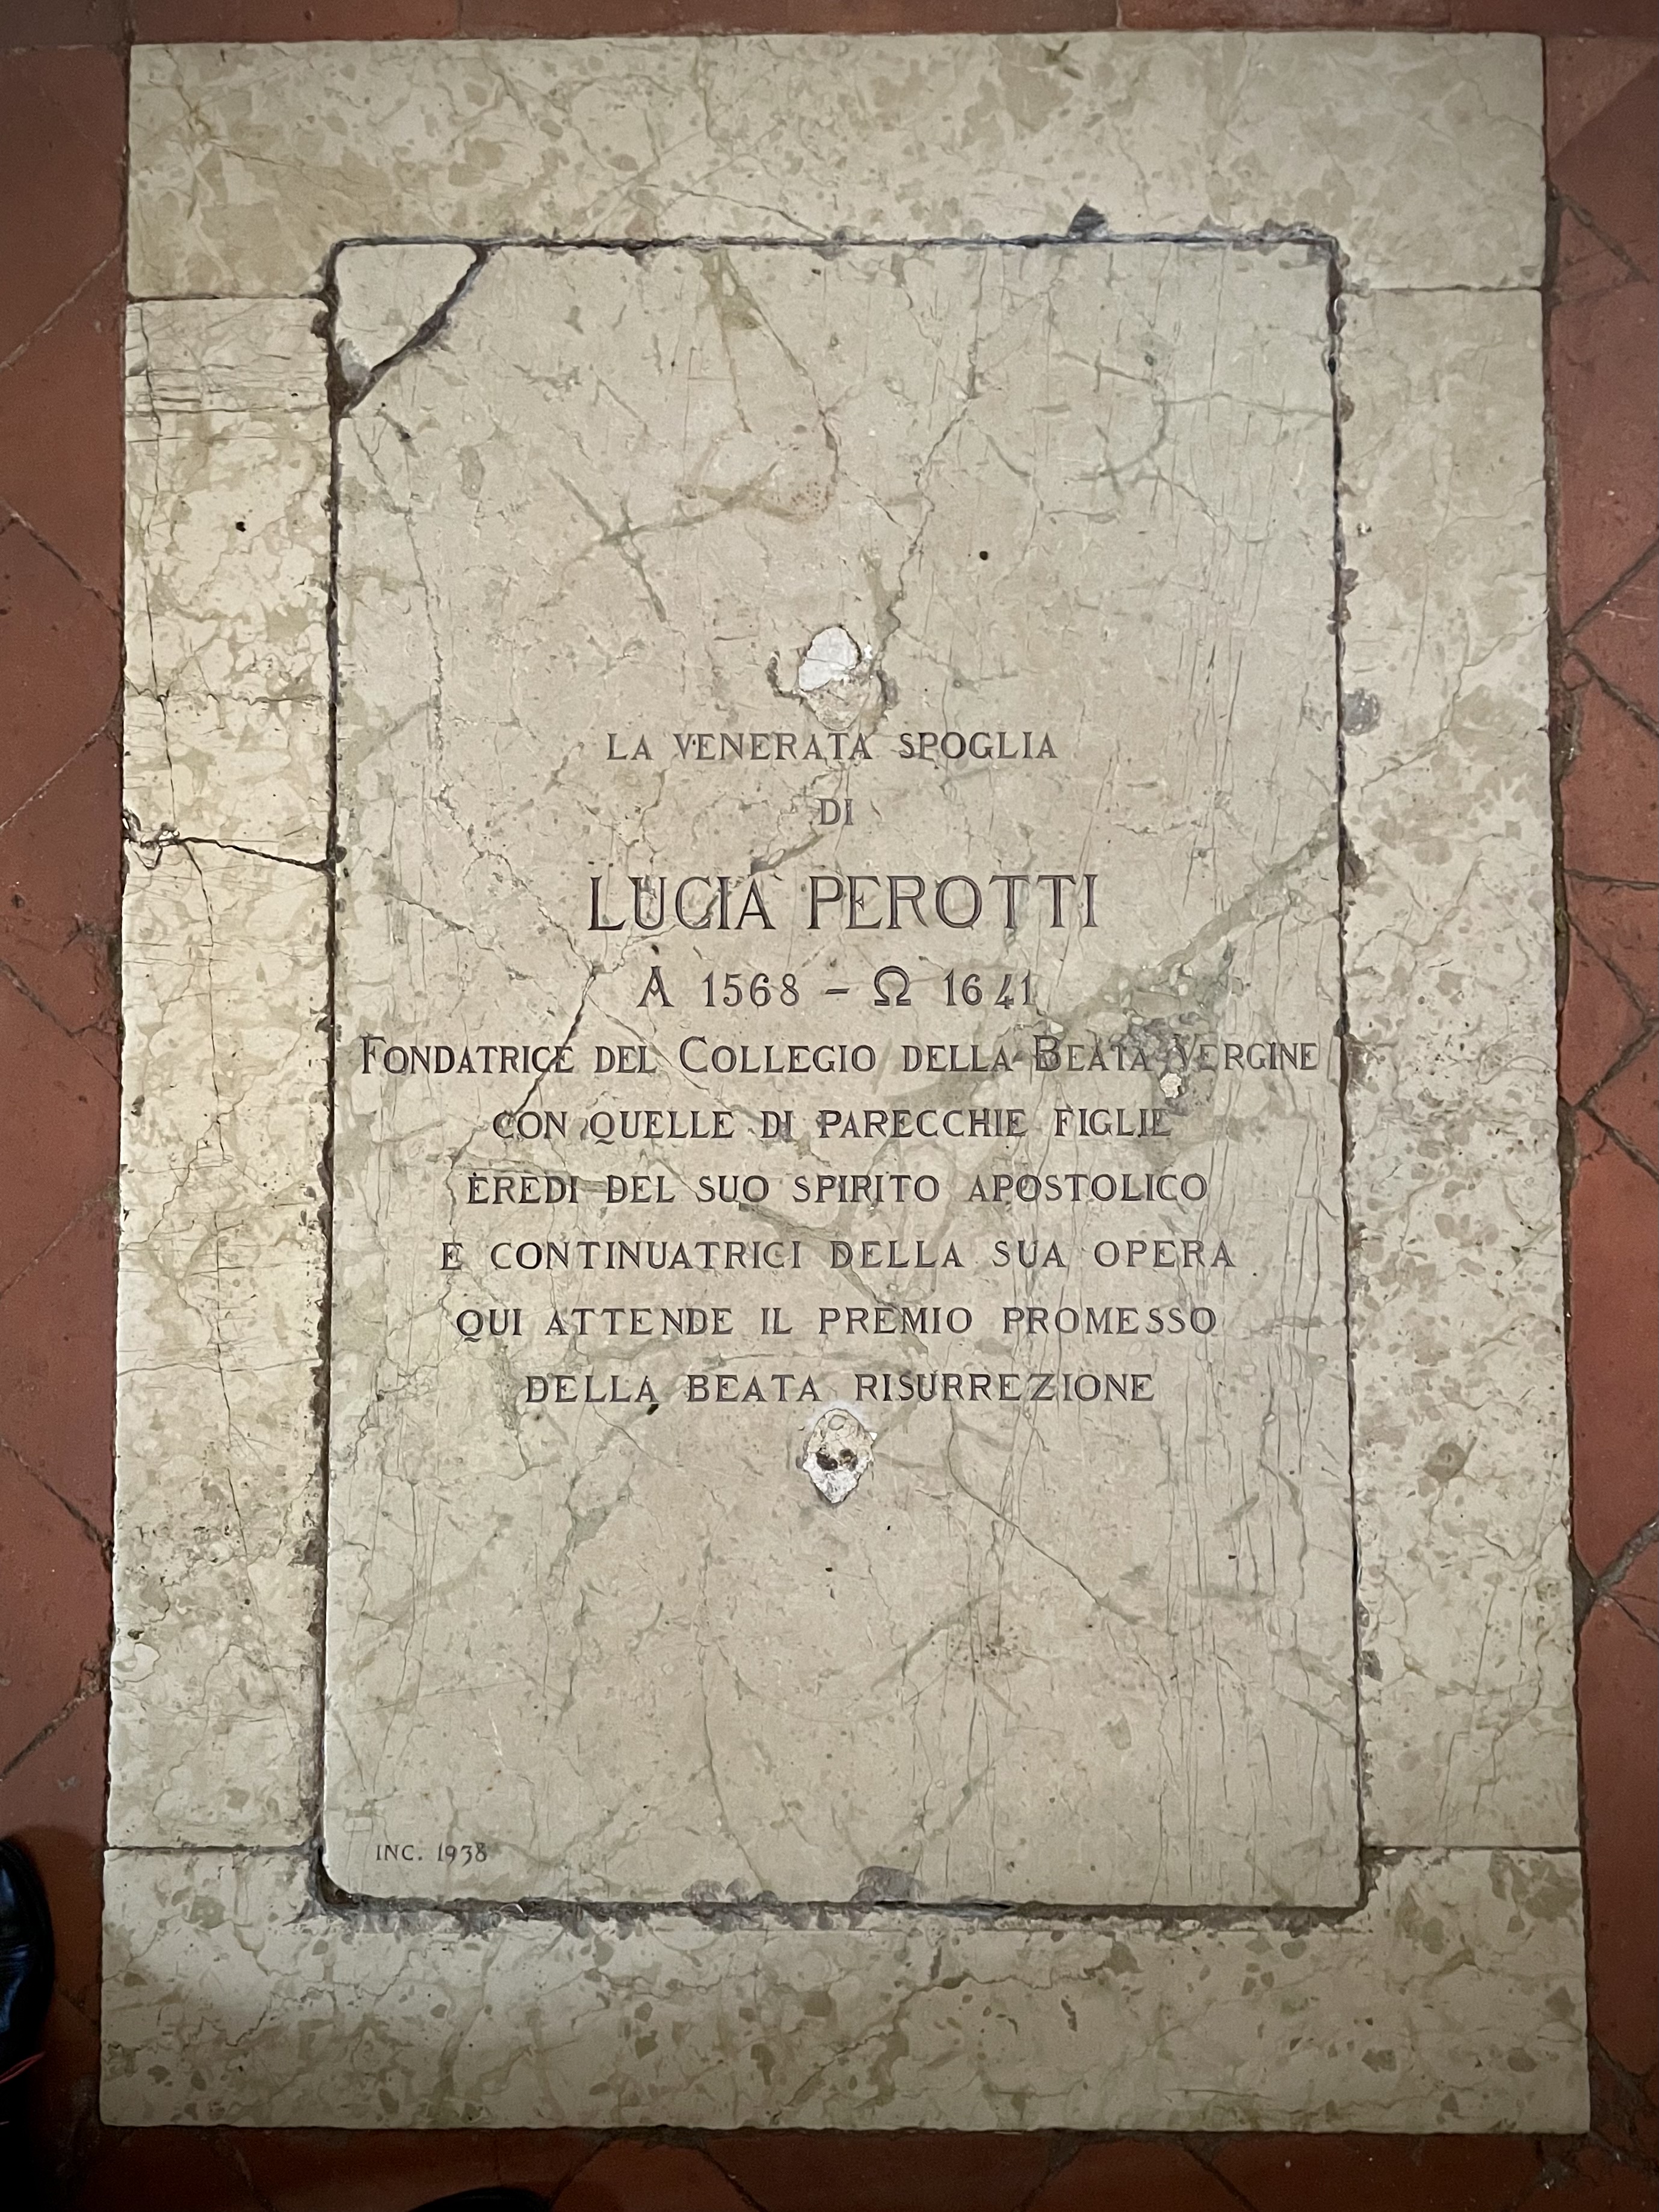 LA VENERATA SPOGLIA
DI
LUCIA PEROTTI
A 1568 – Ω 1641
FONDATRICE DEL COLLEGIO DELLA BEATA VERGINE
CON QUELLE DI PARECCHIE FIGLIE
EREDI DEL SUO SPIRITO APOSTOLICO
E CONTINUATRICI DELLA SUA OPERA
QUI ATTENDE IL PREMIO PROMESSO
DELLA BEATA RISURREZIONE
INC. 1938